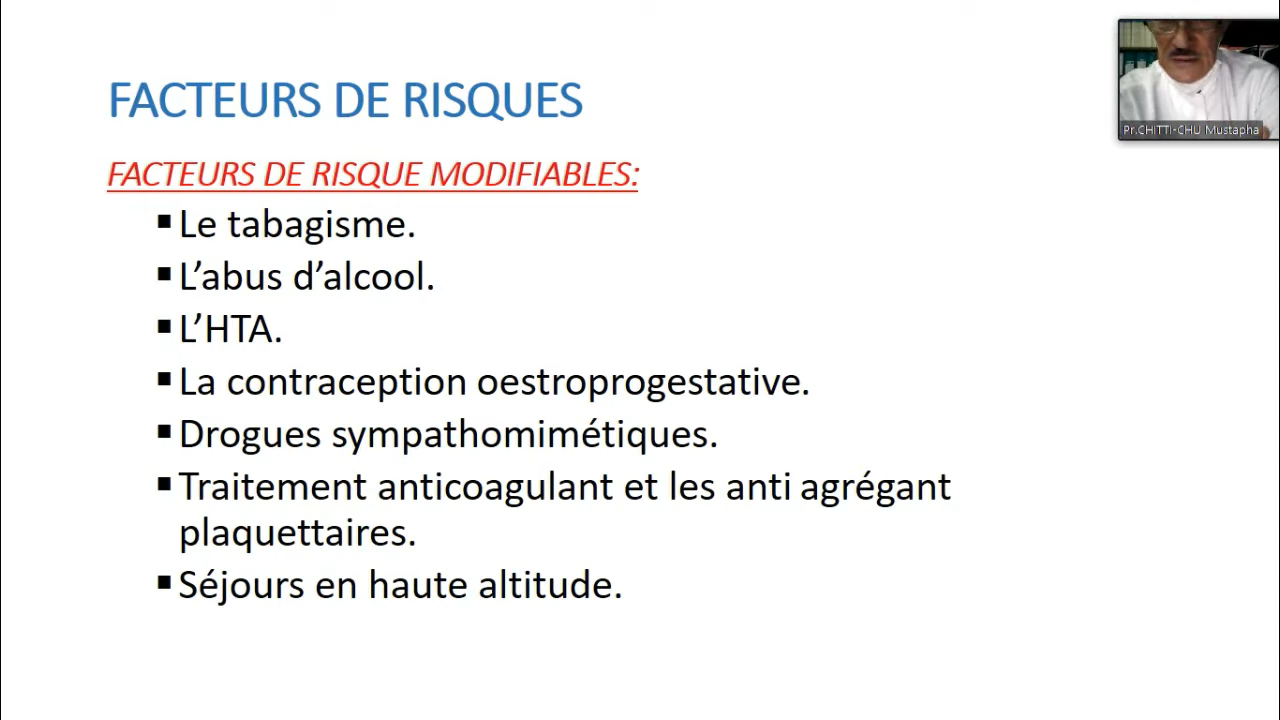 FACTEURS DE RISQUES
FACTEURS DE RISQUE MODIFIABLES:
▪ Le tabagisme.
▪ L’abus d’alcool.
▪ L’HTA.
▪ La contraception oestroprogestative.
▪ Drogues sympathomimétiques.
▪ Traitement anticoagulant et les anti agrégant
plaquettaires.
▪ Séjours en haute altitude.
Pr.CHITTI-CHU Mustapha